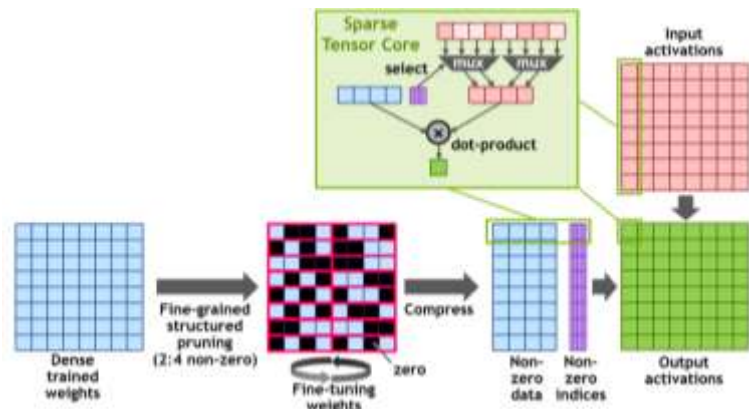 Sparse
Tensor Core
mux
mux
select
dot-product
Input
activations
Dense
trained
weights
Fine-grained
structured
pruning
(2:4 non-zero)
zero
Fine-tuning
weights
Compress
Non-
zero data
Non-
zero
indices
Output
activations